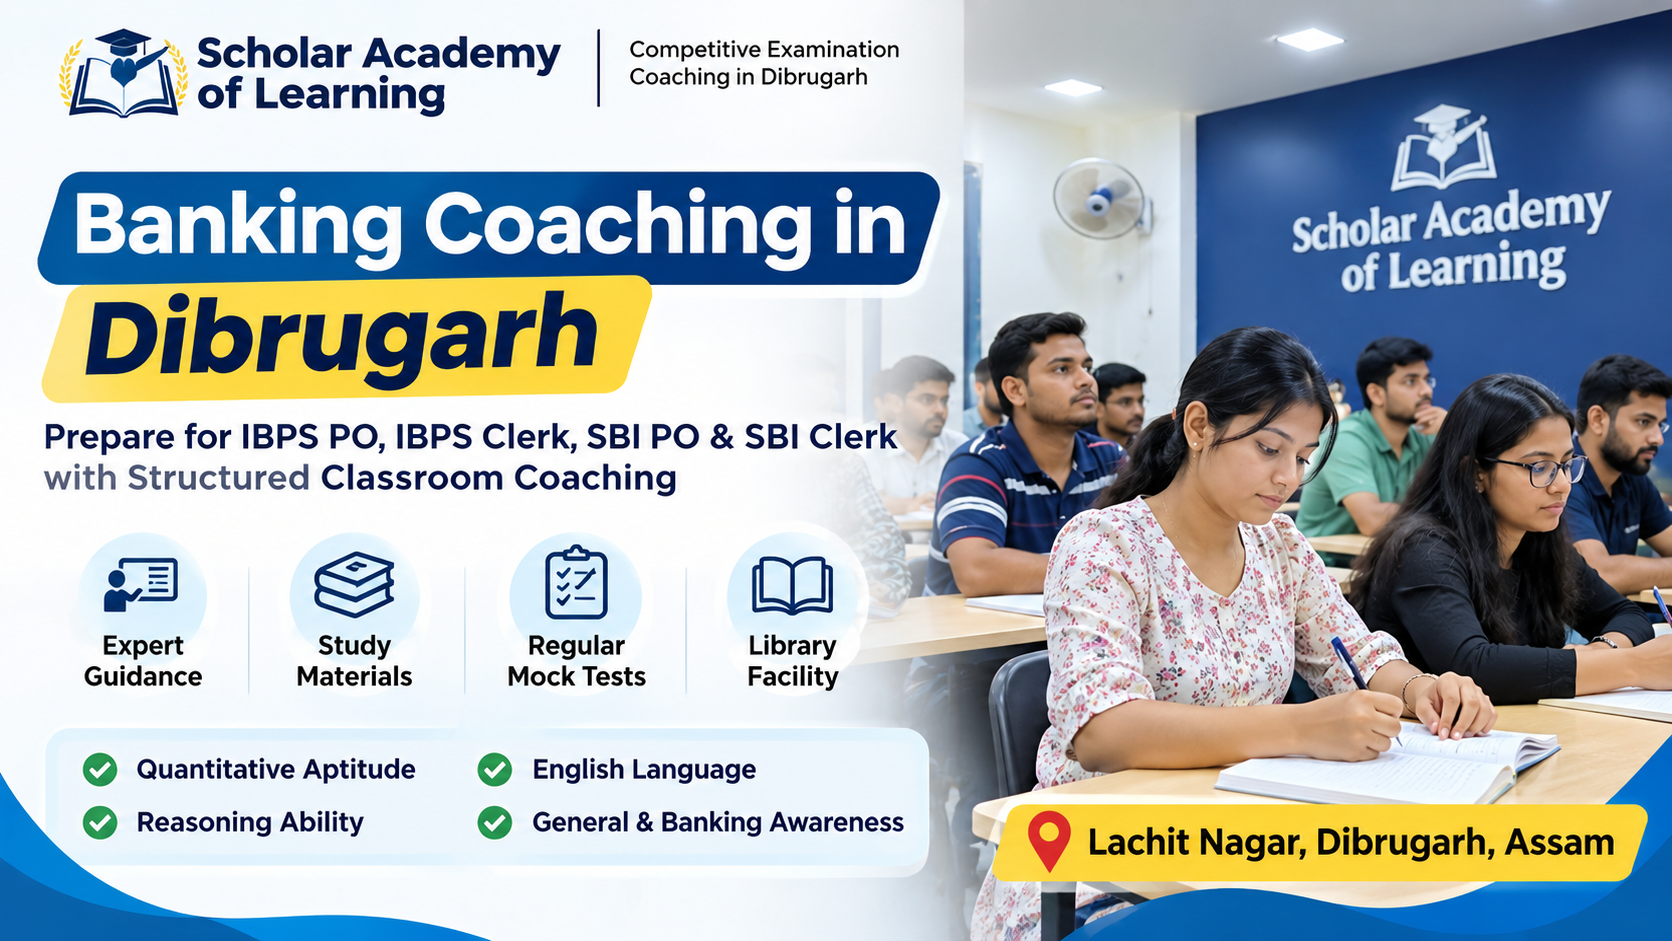 Scholar Academy
of Learning
Competitive Examination
Coaching in Dibrugarh
Banking Coaching in
Dibrugarh
Prepare for IBPS PO, IBPS Clerk, SBI PO & SBI Clerk
with Structured Classroom Coaching
Expert
Guidance
Study
Materials
Regular
Mock Tests
Library
Facility
Quantitative Aptitude
English Language
Reasoning Ability
General & Banking Awareness
Scholar Academy
of Learning
Lachit Nagar, Dibrugarh, Assam